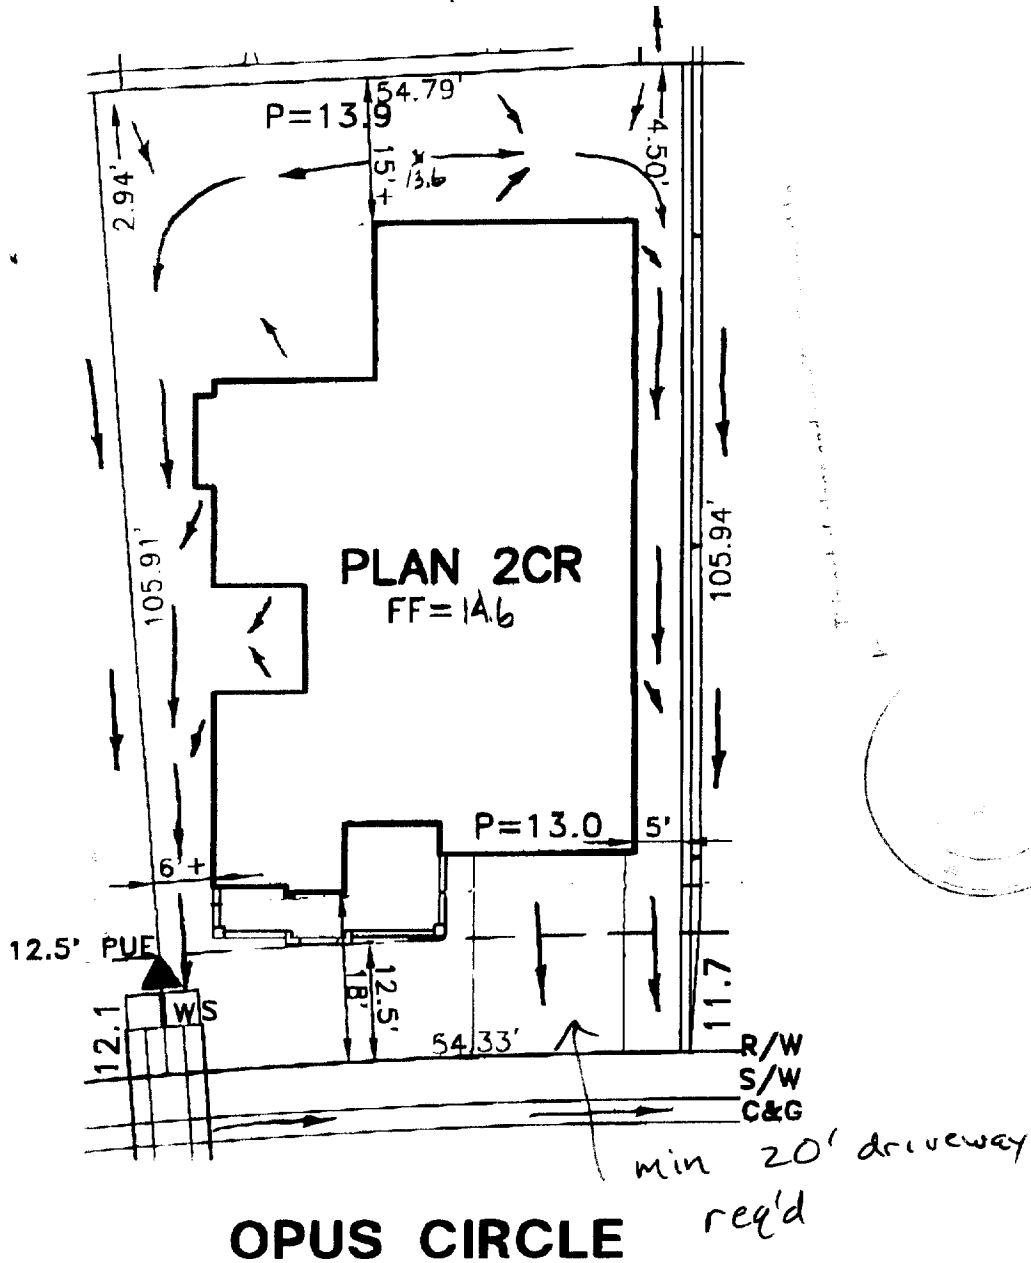 54.79'
P=13.9
4.50'
15'+
13.6
2.94'
105.91'
105.94'
PLAN 2CR
FF=14.6
P=13.0
5'
6'+
12.5' PUE
W S
12.1
18'
12.5'
11.7
54.33'
R/W
S/W
C&G
min 20' driveway
req'd
OPUS CIRCLE